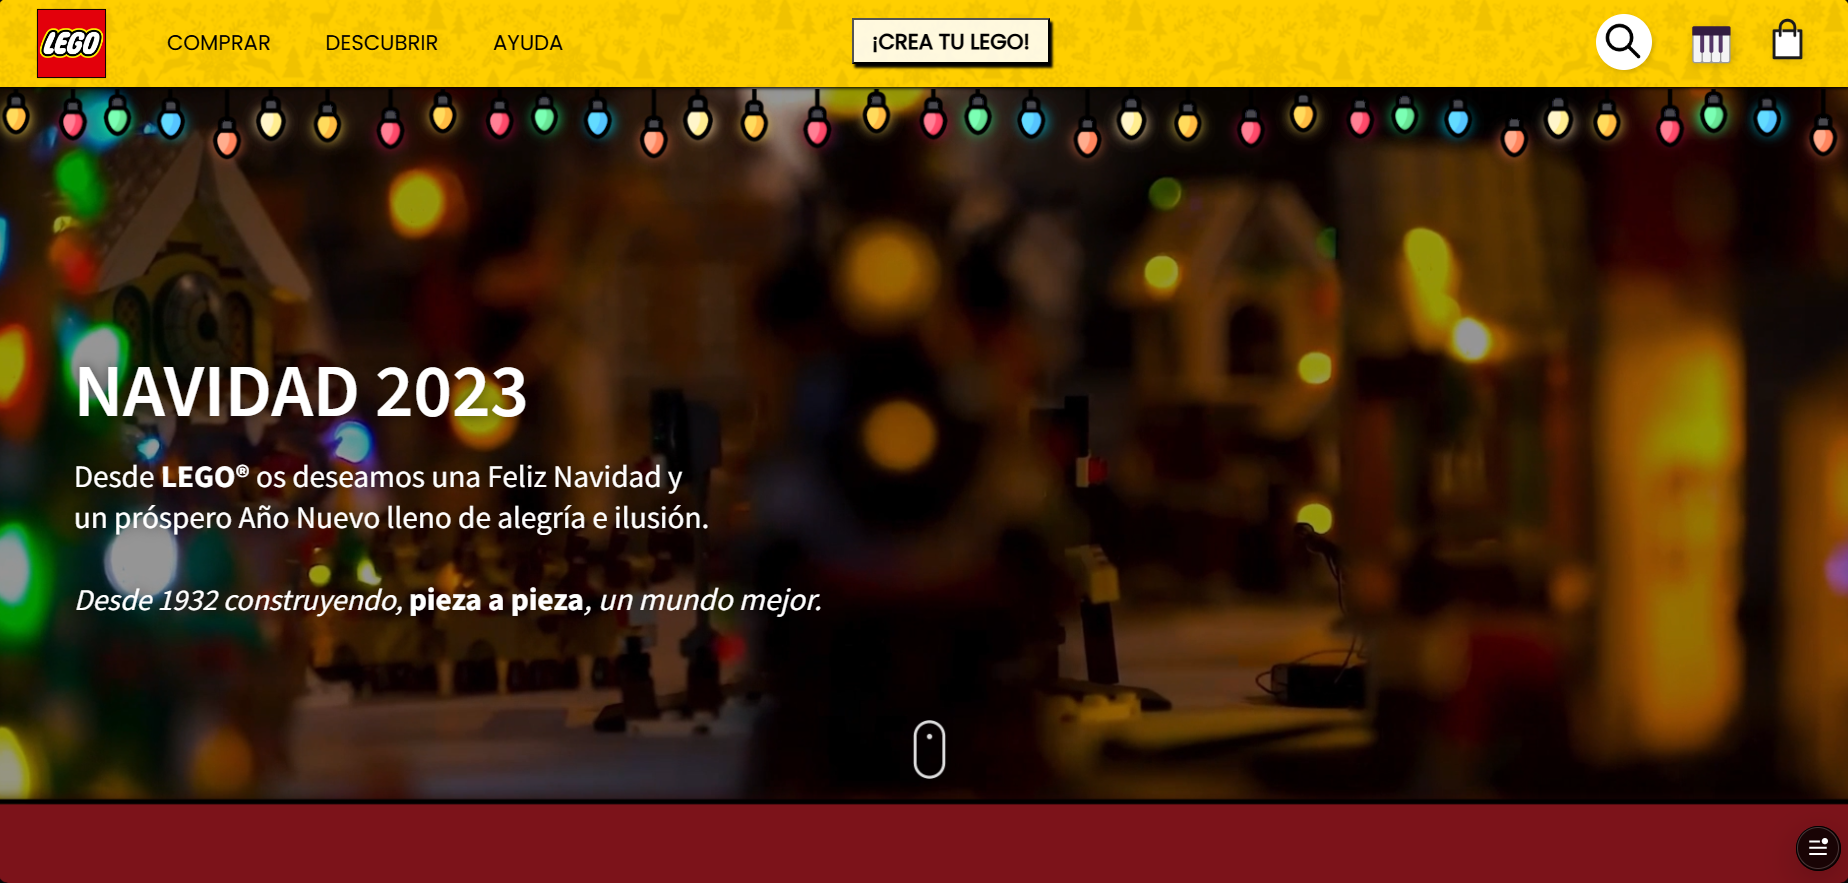 LEGO
COMPRAR
DESCUBRIR
AYUDA
¡CREA TU LEGO!
NAVIDAD 2023
Desde LEGO® os deseamos una Feliz Navidad y
un próspero Año Nuevo lleno de alegría e ilusión.
Desde 1932 construyendo, pieza a pieza, un mundo mejor.